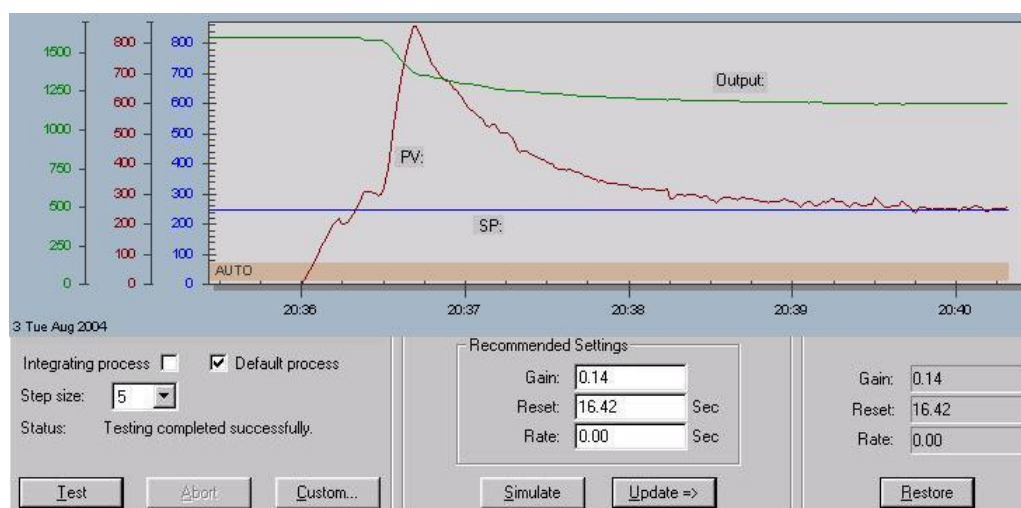 1500
1250
1000
750
500
250
0
800
700
600
500
400
300
200
100
0
800
700
600
500
400
300
200
100
0
Output:
PV:
SP:
AUTO
20:36 20:37 20:38 20:39 20:40
3 Tue Aug 2004
Integrating process
Default process
Step size: 5
Status: Testing completed successfully.
Test
Abort
Custom...
Recommended Settings
Gain: 0.14
Reset: 16.42 Sec
Rate: 0.00 Sec
Simulate
Update =>
Gain: 0.14
Reset: 16.42
Rate: 0.00
Restore